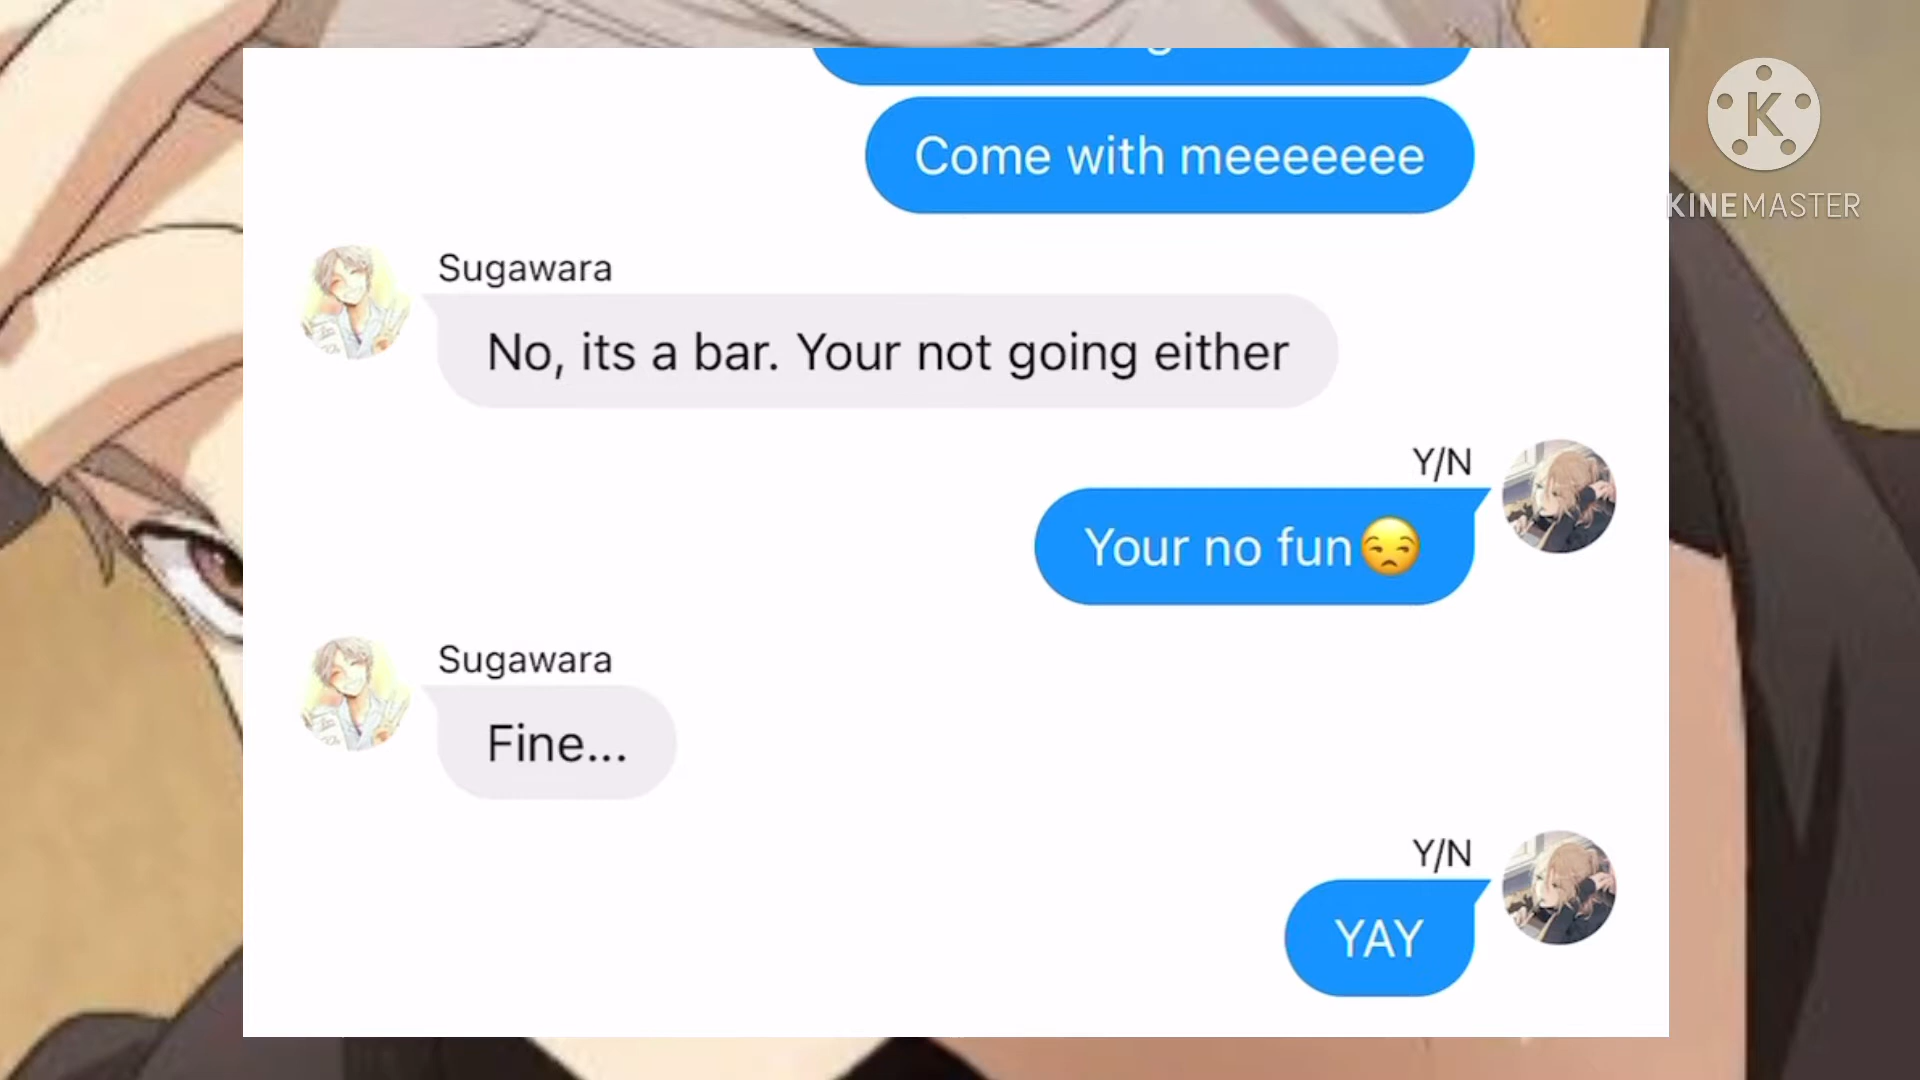 Come with meeeeeee
KINEMASTER
Sugawara
No, its a bar. Your not going either
Y/N
Your no fun😒
Sugawara
Fine...
Y/N
YAY